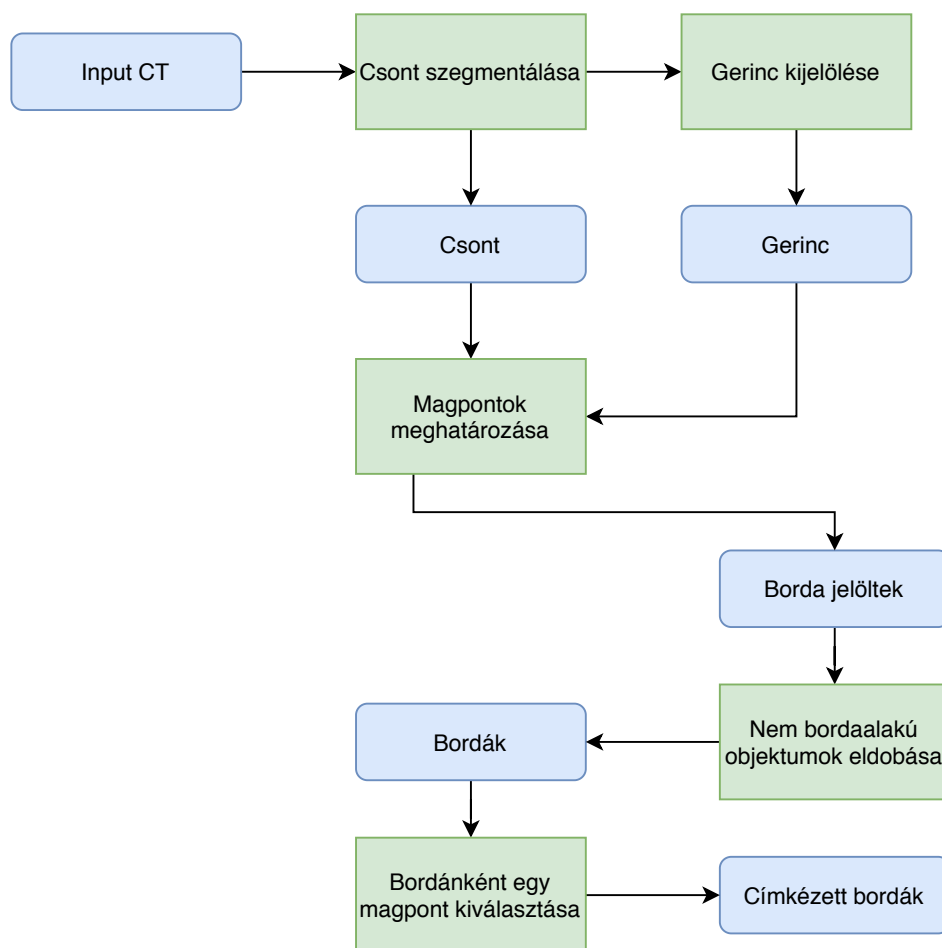 Input CT
Csont szegmentálása
Gerinc kijelölése
Csont
Gerinc
Magpontok
meghatározása
Borda jelöltek
Nem bordaalakú
objektumok eldobása
Bordák
Bordánként egy
magpont kiválasztása
Címkézett bordák